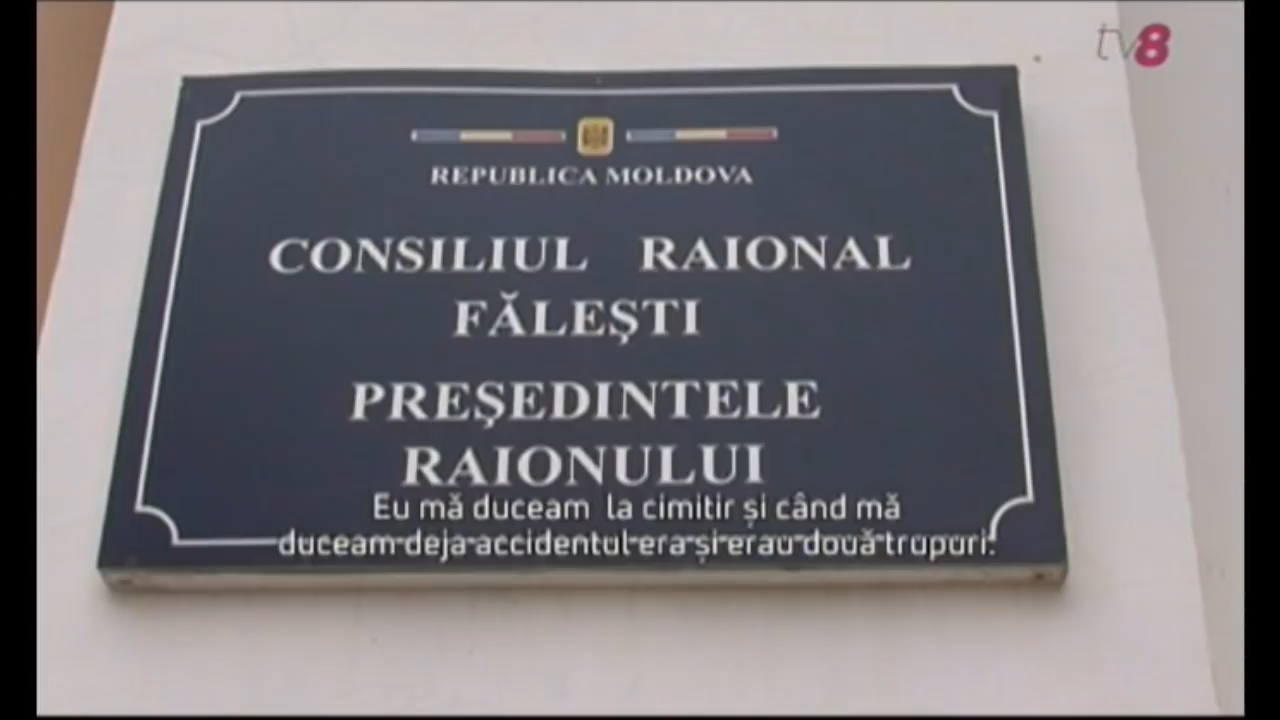 tv8
REPUBLICA MOLDOVA
CONSILIUL RAIONAL
FĂLEŞTI
PREŞEDINTELE
RAIONULUI
Eu mă duceam la cimitir și când mă
duceam deja accidentul era și erau două trupuri.